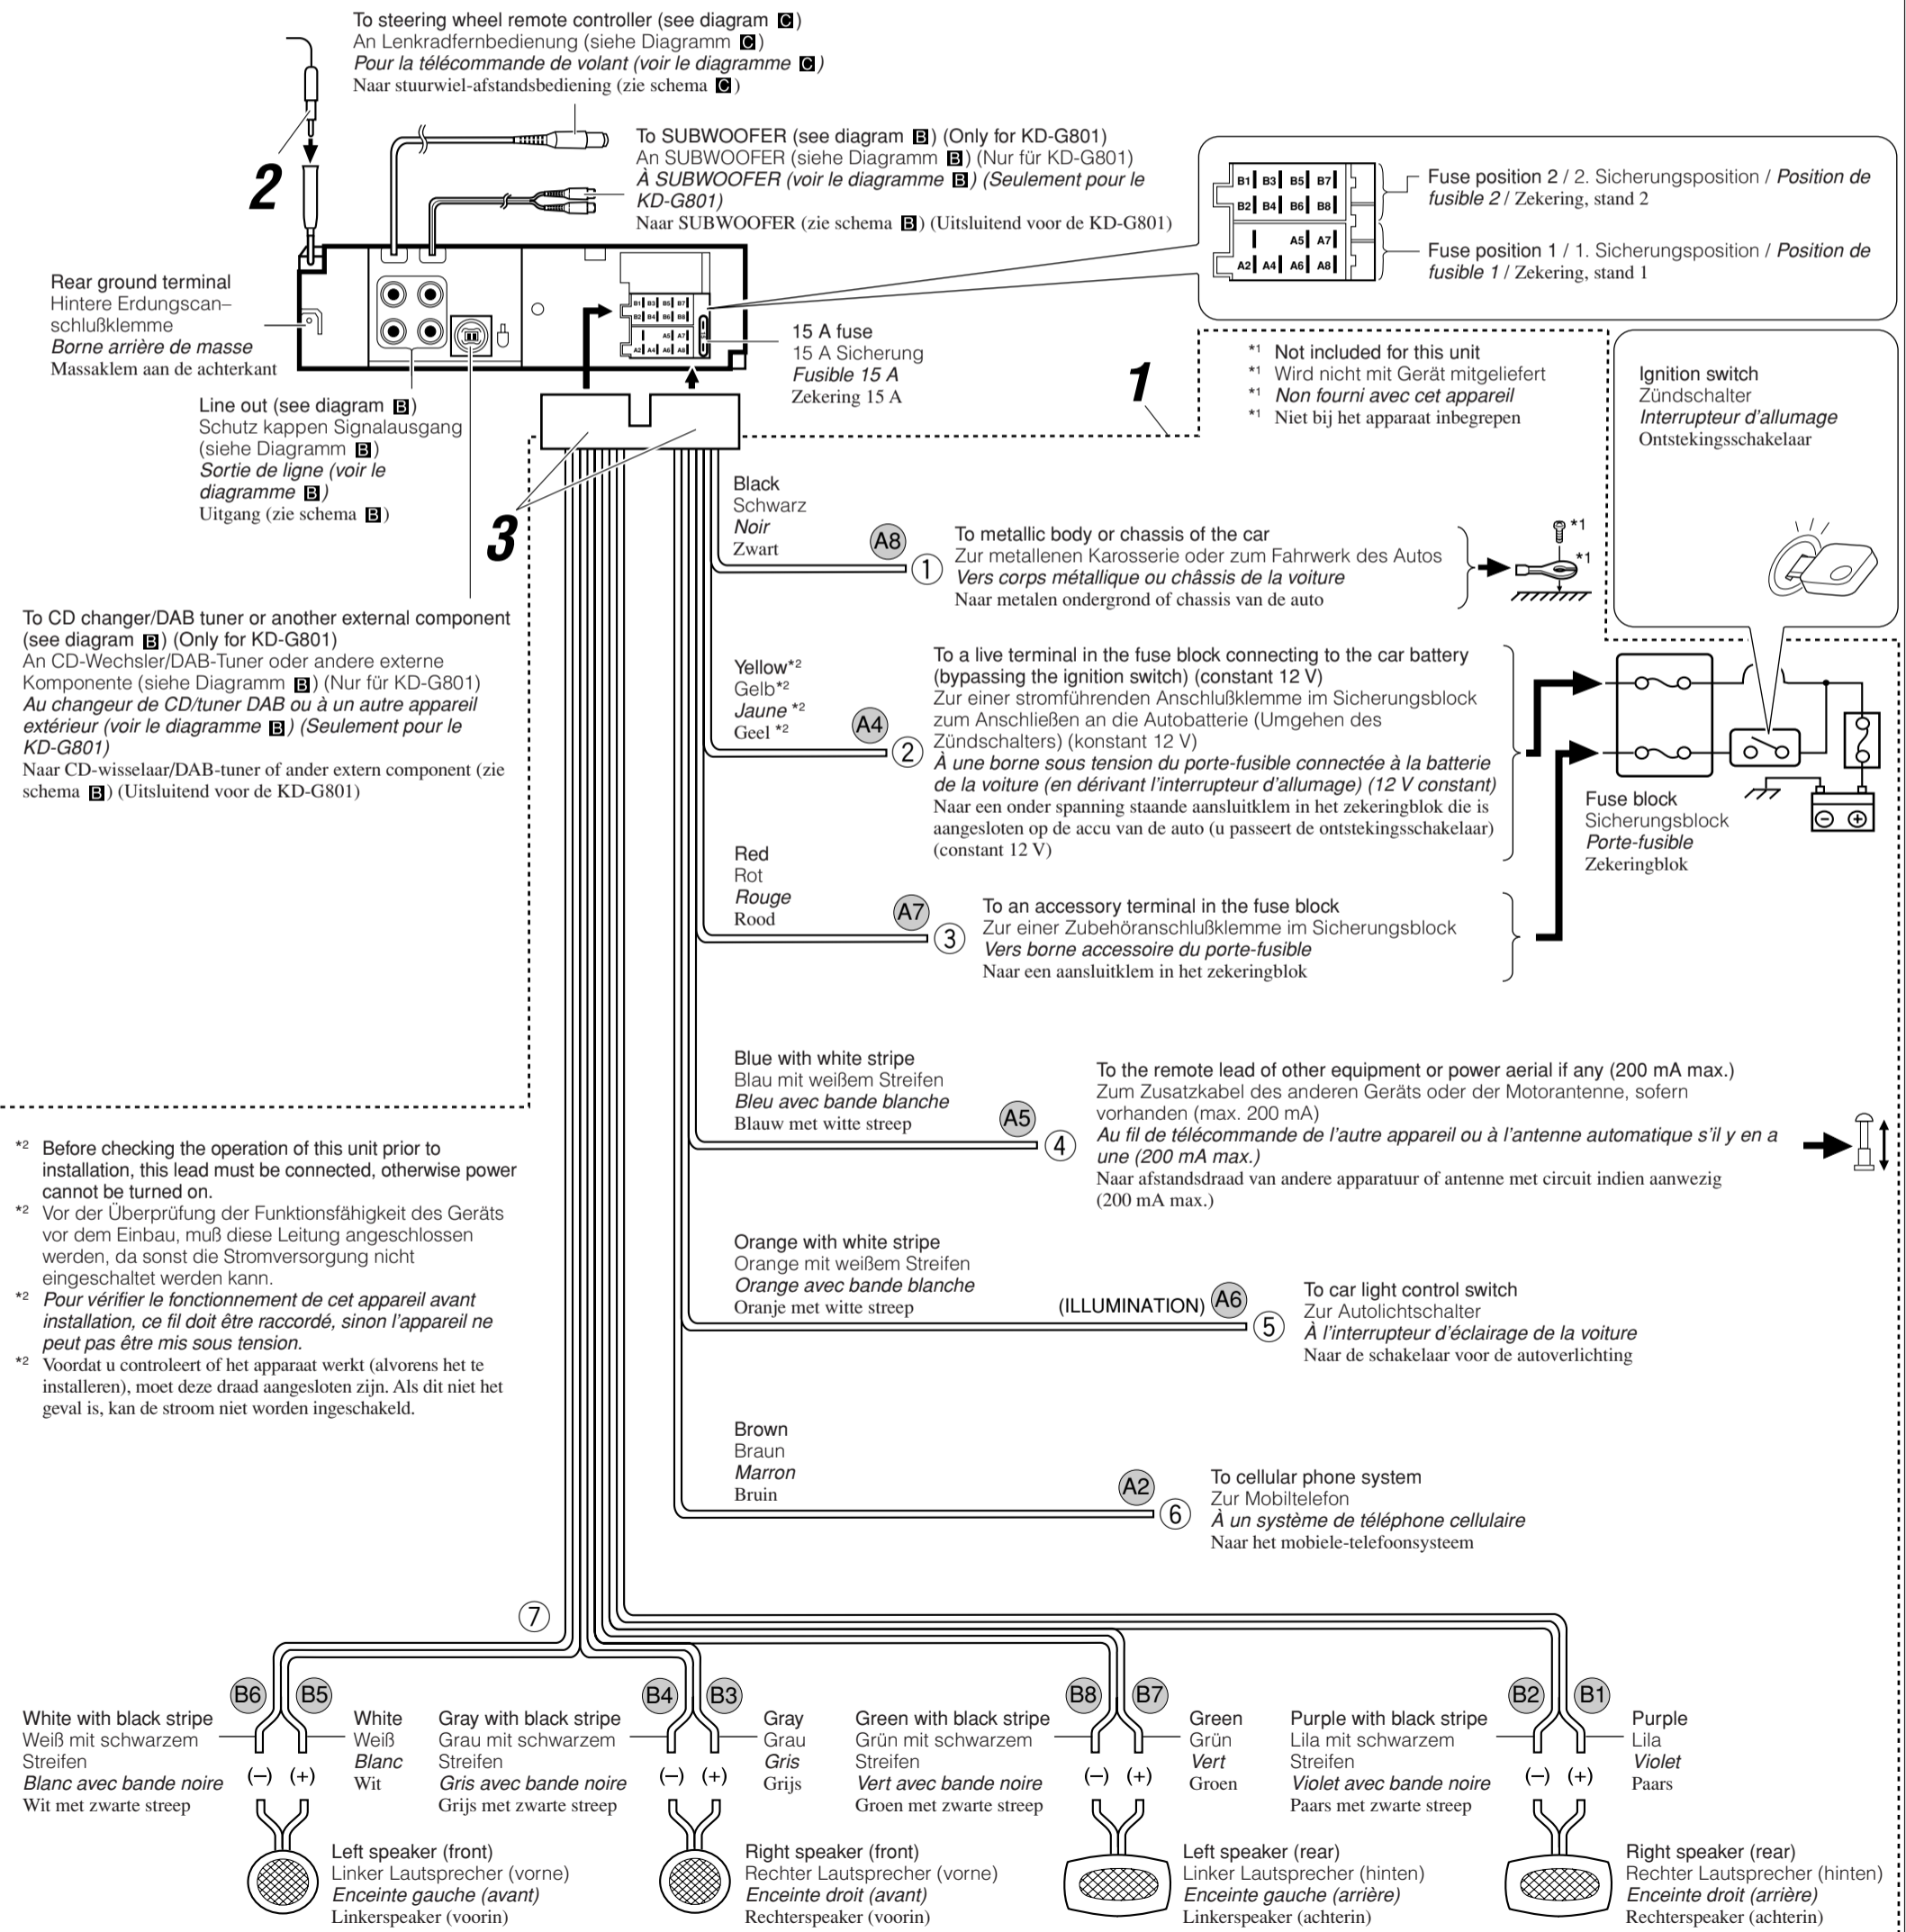 To steering wheel remote controller (see diagram C)
An Lenkradfernbedienung (siehe Diagramm C)
Pour la télécommande de volant (voir le diagramme C)
Naar stuurwiel-afstandsbediening (zie schema C)
2
To SUBWOOFER (see diagram B) (Only for KD-G801)
An SUBWOOFER (siehe Diagramm B) (Nur für KD-G801)
À SUBWOOFER (voir le diagramme B) (Seulement pour le
KD-G801)
Naar SUBWOOFER (zie schema B) (Uitsluitend voor de KD-G801)
B1 B3 B5 B7
B2 B4 B6 B8
A5 A7
A2 A4 A6 A8
Fuse position 2 / 2. Sicherungsposition / Position de
fusible 2 / Zekering, stand 2
Fuse position 1 / 1. Sicherungsposition / Position de
fusible 1 / Zekering, stand 1
Rear ground terminal
Hintere Erdungscan–
schlußklemme
Borne arrière de masse
Massaklem aan de achterkant
B1 B3 B5 B7
B2 B4 B6 B8
A5 A7
A2 A4 A6 A8
15 A fuse
15 A Sicherung
Fusible 15 A
Zekering 15 A
1
*1 Not included for this unit
*1 Wird nicht mit Gerät mitgeliefert
*1 Non fourni avec cet appareil
*1 Niet bij het apparaat inbegrepen
Ignition switch
Zündschalter
Interrupteur d'allumage
Ontstekingsschakelaar
Line out (see diagram B)
Schutz kappen Signalausgang
(siehe Diagramm B)
Sortie de ligne (voir le
diagramme B)
Uitgang (zie schema B)
3
Black
Schwarz
Noir
Zwart
A8
1
To metallic body or chassis of the car
Zur metallenen Karosserie oder zum Fahrwerk des Autos
Vers corps métallique ou châssis de la voiture
Naar metalen ondergrond of chassis van de auto
*1
*1
To CD changer/DAB tuner or another external component
(see diagram B) (Only for KD-G801)
An CD-Wechsler/DAB-Tuner oder andere externe
Komponente (siehe Diagramm B) (Nur für KD-G801)
Au changeur de CD/tuner DAB ou à un autre appareil
extérieur (voir le diagramme B) (Seulement pour le
KD-G801)
Naar CD-wisselaar/DAB-tuner of ander extern component (zie
schema B) (Uitsluitend voor de KD-G801)
Yellow*2
Gelb*2
Jaune *2
Geel *2
A4
2
To a live terminal in the fuse block connecting to the car battery
(bypassing the ignition switch) (constant 12 V)
Zur einer stromführenden Anschlußklemme im Sicherungsblock
zum Anschließen an die Autobatterie (Umgehen des
Zündschalters) (konstant 12 V)
À une borne sous tension du porte-fusible connectée à la batterie
de la voiture (en dérivant l'interrupteur d'allumage) (12 V constant)
Naar een onder spanning staande aansluitklem in het zekeringblok die is
aangesloten op de accu van de auto (u passeert de ontstekingsschakelaar)
(constant 12 V)
Fuse block
Sicherungsblock
Porte-fusible
Zekeringblok
Red
Rot
Rouge
Rood
A7
3
To an accessory terminal in the fuse block
Zur einer Zubehöranschlußklemme im Sicherungsblock
Vers borne accessoire du porte-fusible
Naar een aansluitklem in het zekeringblok
Blue with white stripe
Blau mit weißem Streifen
Bleu avec bande blanche
Blauw met witte streep
A5
4
To the remote lead of other equipment or power aerial if any (200 mA max.)
Zum Zusatzkabel des anderen Geräts oder der Motorantenne, sofern
vorhanden (max. 200 mA)
Au fil de télécommande de l'autre appareil ou à l'antenne automatique s'il y en a
une (200 mA max.)
Naar afstandsdraad van andere apparatuur of antenne met circuit indien aanwezig
(200 mA max.)
*2 Before checking the operation of this unit prior to
installation, this lead must be connected, otherwise power
cannot be turned on.
*2 Vor der Überprüfung der Funktionsfähigkeit des Geräts
vor dem Einbau, muß diese Leitung angeschlossen
werden, da sonst die Stromversorgung nicht
eingeschaltet werden kann.
*2 Pour vérifier le fonctionnement de cet appareil avant
installation, ce fil doit être raccordé, sinon l'appareil ne
peut pas être mis sous tension.
*2 Voordat u controleert of het apparaat werkt (alvorens het te
installeren), moet deze draad aangesloten zijn. Als dit niet het
geval is, kan de stroom niet worden ingeschakeld.
Orange with white stripe
Orange mit weißem Streifen
Orange avec bande blanche
Oranje met witte streep
(ILLUMINATION)
A6
5
To car light control switch
Zur Autolichtschalter
À l'interrupteur d'éclairage de la voiture
Naar de schakelaar voor de autoverlichting
Brown
Braun
Marron
Bruin
A2
6
To cellular phone system
Zur Mobiltelefon
À un système de téléphone cellulaire
Naar het mobiele-telefoonsysteem
7
B6 B5
White with black stripe
Weiß mit schwarzem
Streifen
Blanc avec bande noire
Wit met zwarte streep
(–) (+)
White
Weiß
Blanc
Wit
Left speaker (front)
Linker Lautsprecher (vorne)
Enceinte gauche (avant)
Linkerspeaker (voorin)
B4 B3
Gray with black stripe
Grau mit schwarzem
Streifen
Gris avec bande noire
Grijs met zwarte streep
(–) (+)
Gray
Grau
Gris
Grijs
Right speaker (front)
Rechter Lautsprecher (vorne)
Enceinte droit (avant)
Rechterspeaker (voorin)
B8 B7
Green with black stripe
Grün mit schwarzem
Streifen
Vert avec bande noire
Groen met zwarte streep
(–) (+)
Green
Grün
Vert
Groen
Left speaker (rear)
Linker Lautsprecher (hinten)
Enceinte gauche (arrière)
Linkerspeaker (achterin)
B2 B1
Purple with black stripe
Lila mit schwarzem
Streifen
Violet avec bande noire
Paars met zwarte streep
(–) (+)
Purple
Lila
Violet
Paars
Right speaker (rear)
Rechter Lautsprecher (hinten)
Enceinte droit (arrière)
Rechterspeaker (achterin)